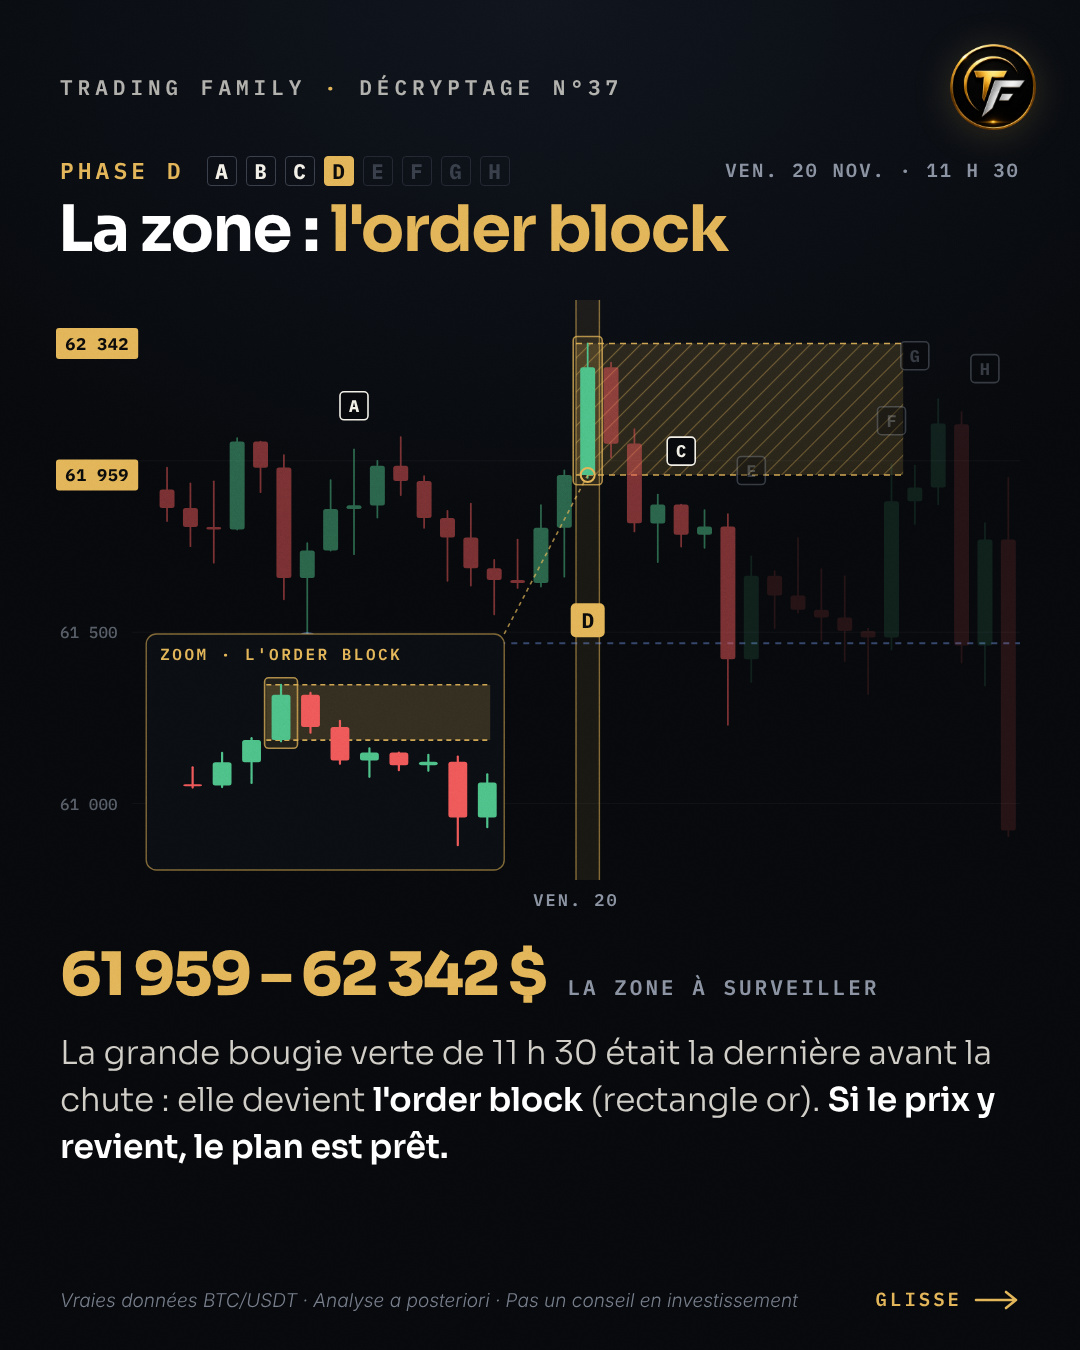 TRADING FAMILY · DÉCRYPTAGE N°37
TF
PHASE D A B C D E F G H
VEN. 20 NOV. · 11 H 30
La zone : l'order block
62 342
61 959
61 500
61 000
A
C
D
E
F
G
H
ZOOM · L'ORDER BLOCK
VEN. 20
61 959 – 62 342 $ LA ZONE À SURVEILLER
La grande bougie verte de 11 h 30 était la dernière avant la
chute : elle devient l'order block (rectangle or). Si le prix y
revient, le plan est prêt.
Vraies données BTC/USDT · Analyse a posteriori · Pas un conseil en investissement
GLISSE →